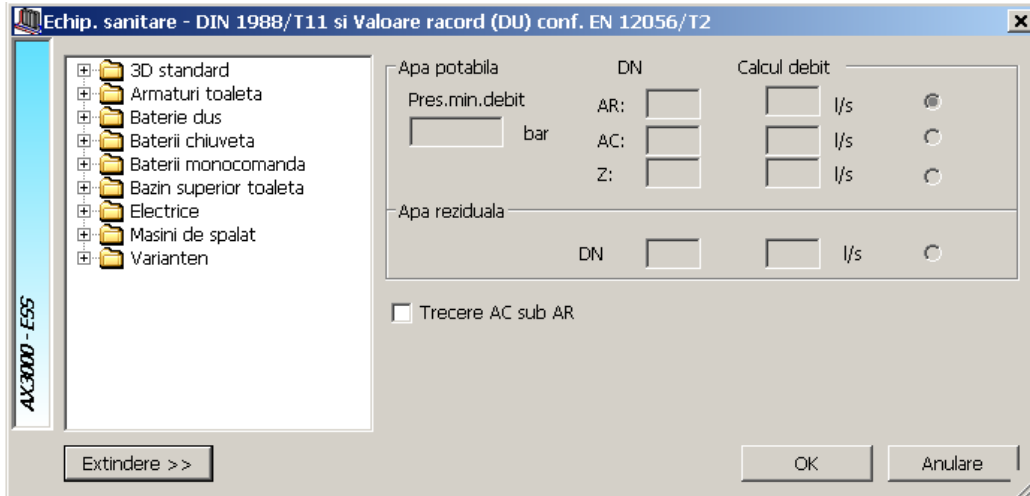 Echip. sanitare - DIN 1988/T11 si Valoare racord (DU) conf. EN 12056/T2
AX3000 - ESS
3D standard
Armaturi toaleta
Baterie dus
Baterii chiuveta
Baterii monocomanda
Bazin superior toaleta
Electrice
Masini de spalat
Varianten
Apa potabila DN Calcul debit
Pres.min.debit
bar
AR: l/s
AC: l/s
Z: l/s
Apa reziduala
DN l/s
Trecere AC sub AR
Extindere >>
OK
Anulare